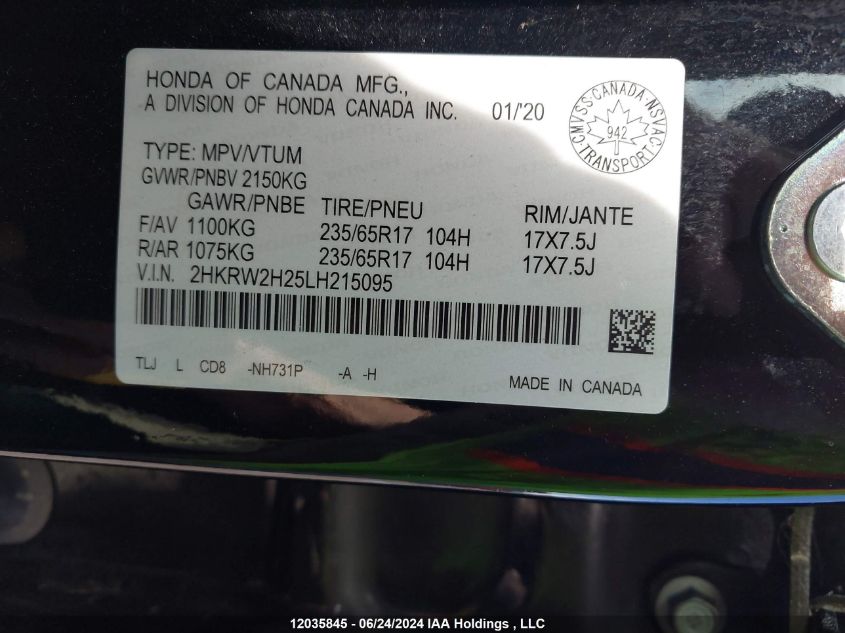 HONDA OF CANADA MFG.,
A DIVISION OF HONDA CANADA INC. 01/'20
CMVSS·CANADA·NSVAC·TRANSPORT·
942
TYPE: MPV/VTUM
GVWR/PNBV 2150KG
GAWR/PNBE TIRE/PNEU RIM/JANTE
F/AV 1100KG 235/65R17 104H 17X7.5J
R/AR 1075KG 235/65R17 104H 17X7.5J
V.I.N. 2HKRW2H25LH215095
TLJ L CD8 -NH731P -A -H MADE IN CANADA
12035845 - 06/24/2024 IAA Holdings , LLC